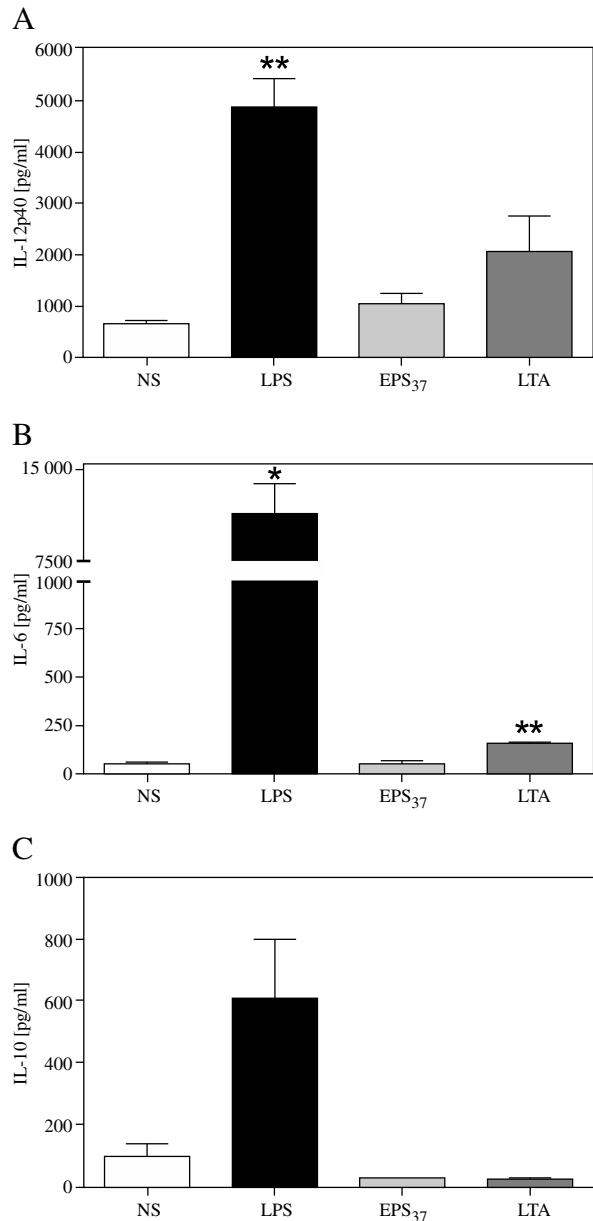 A
IL-12p40 [pg/ml]
6000
5000
4000
3000
2000
1000
0
**
NS LPS EPS37 LTA
B
IL-6 [pg/ml]
15 000
7500
1000
750
500
250
0
*
**
NS LPS EPS37 LTA
C
IL-10 [pg/ml]
1000
800
600
400
200
0
NS LPS EPS37 LTA